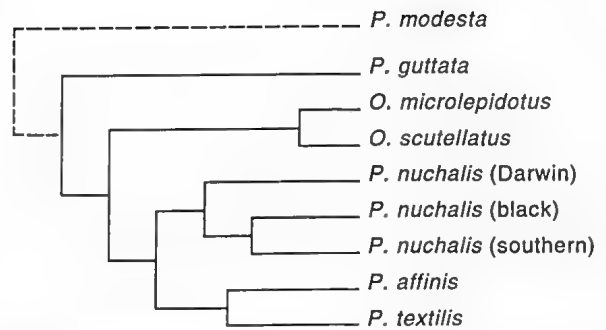 P. modesta
P. guttata
O. microlepidotus
O. scutellatus
P. nuchalis (Darwin)
P. nuchalis (black)
P. nuchalis (southern)
P. affinis
P. textilis